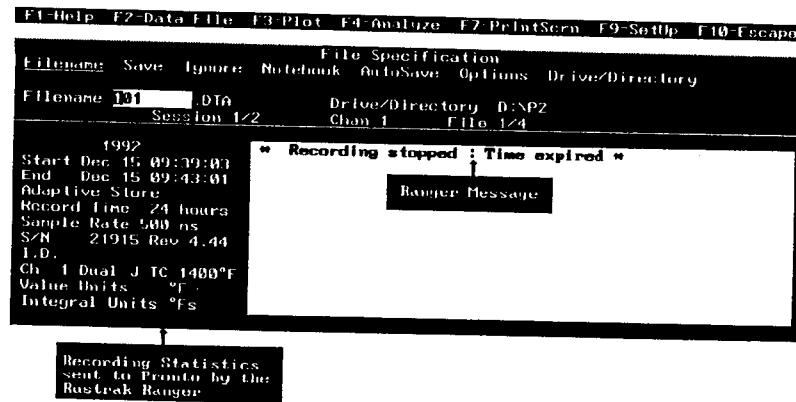 F1-Help F2-Data File F3-Plot F4-Analyze F7-PrintScrn F9-SetUp F10-Escape
File Specification
Filename Save Ignore Notebook AutoSave Options Drive/Directory
Filename 101 .DTA Drive/Directory D:\P2
Session 1/2 Chan 1 File 1/4
1992
Start Dec 15 09:39:03
End Dec 15 09:43:01
Adaptive Store
Record Time 24 hours
Sample Rate 500 ms
S/N 21915 Rev 4.44
I.D.
Ch 1 Dual J TC 1400°F
Value Units °F
Integral Units °Fs
* Recording stopped : Time expired *
Ranger Message
Recording Statistics
sent to Pronto by the
Rustrak Ranger